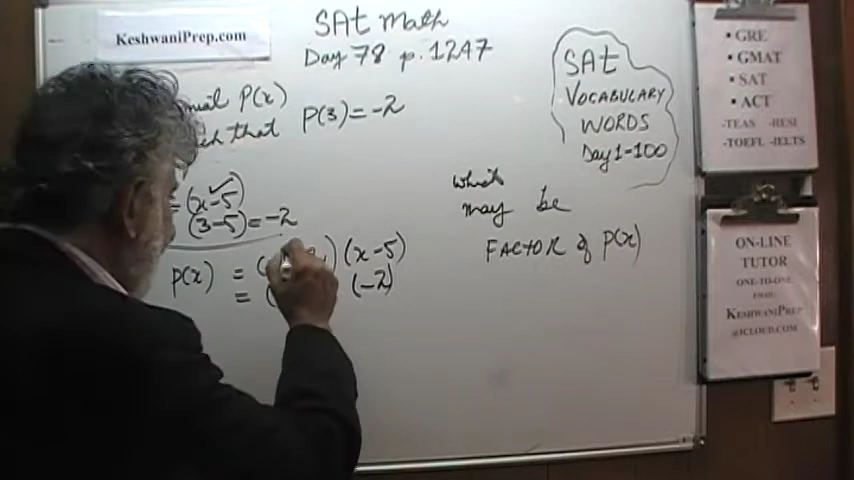 KeshwaniPrep.com
SAt Math
Day 78 p. 1247
P(x)
that P(3) = -2
= (x-5)
(3-5) = -2
P(x) = ( ) (x-5)
= ( (-2)
SAt
VOCABULARY
WORDS
Day 1-100
which
may be
FACTOR of P(x)
• GRE
• GMAT
• SAT
• ACT
-TEAS -HESI
-TOEFL -IELTS
ON-LINE
TUTOR
ONE-TO-ONE
EMAIL
KESHWANIPREP
@ICLOUD.COM